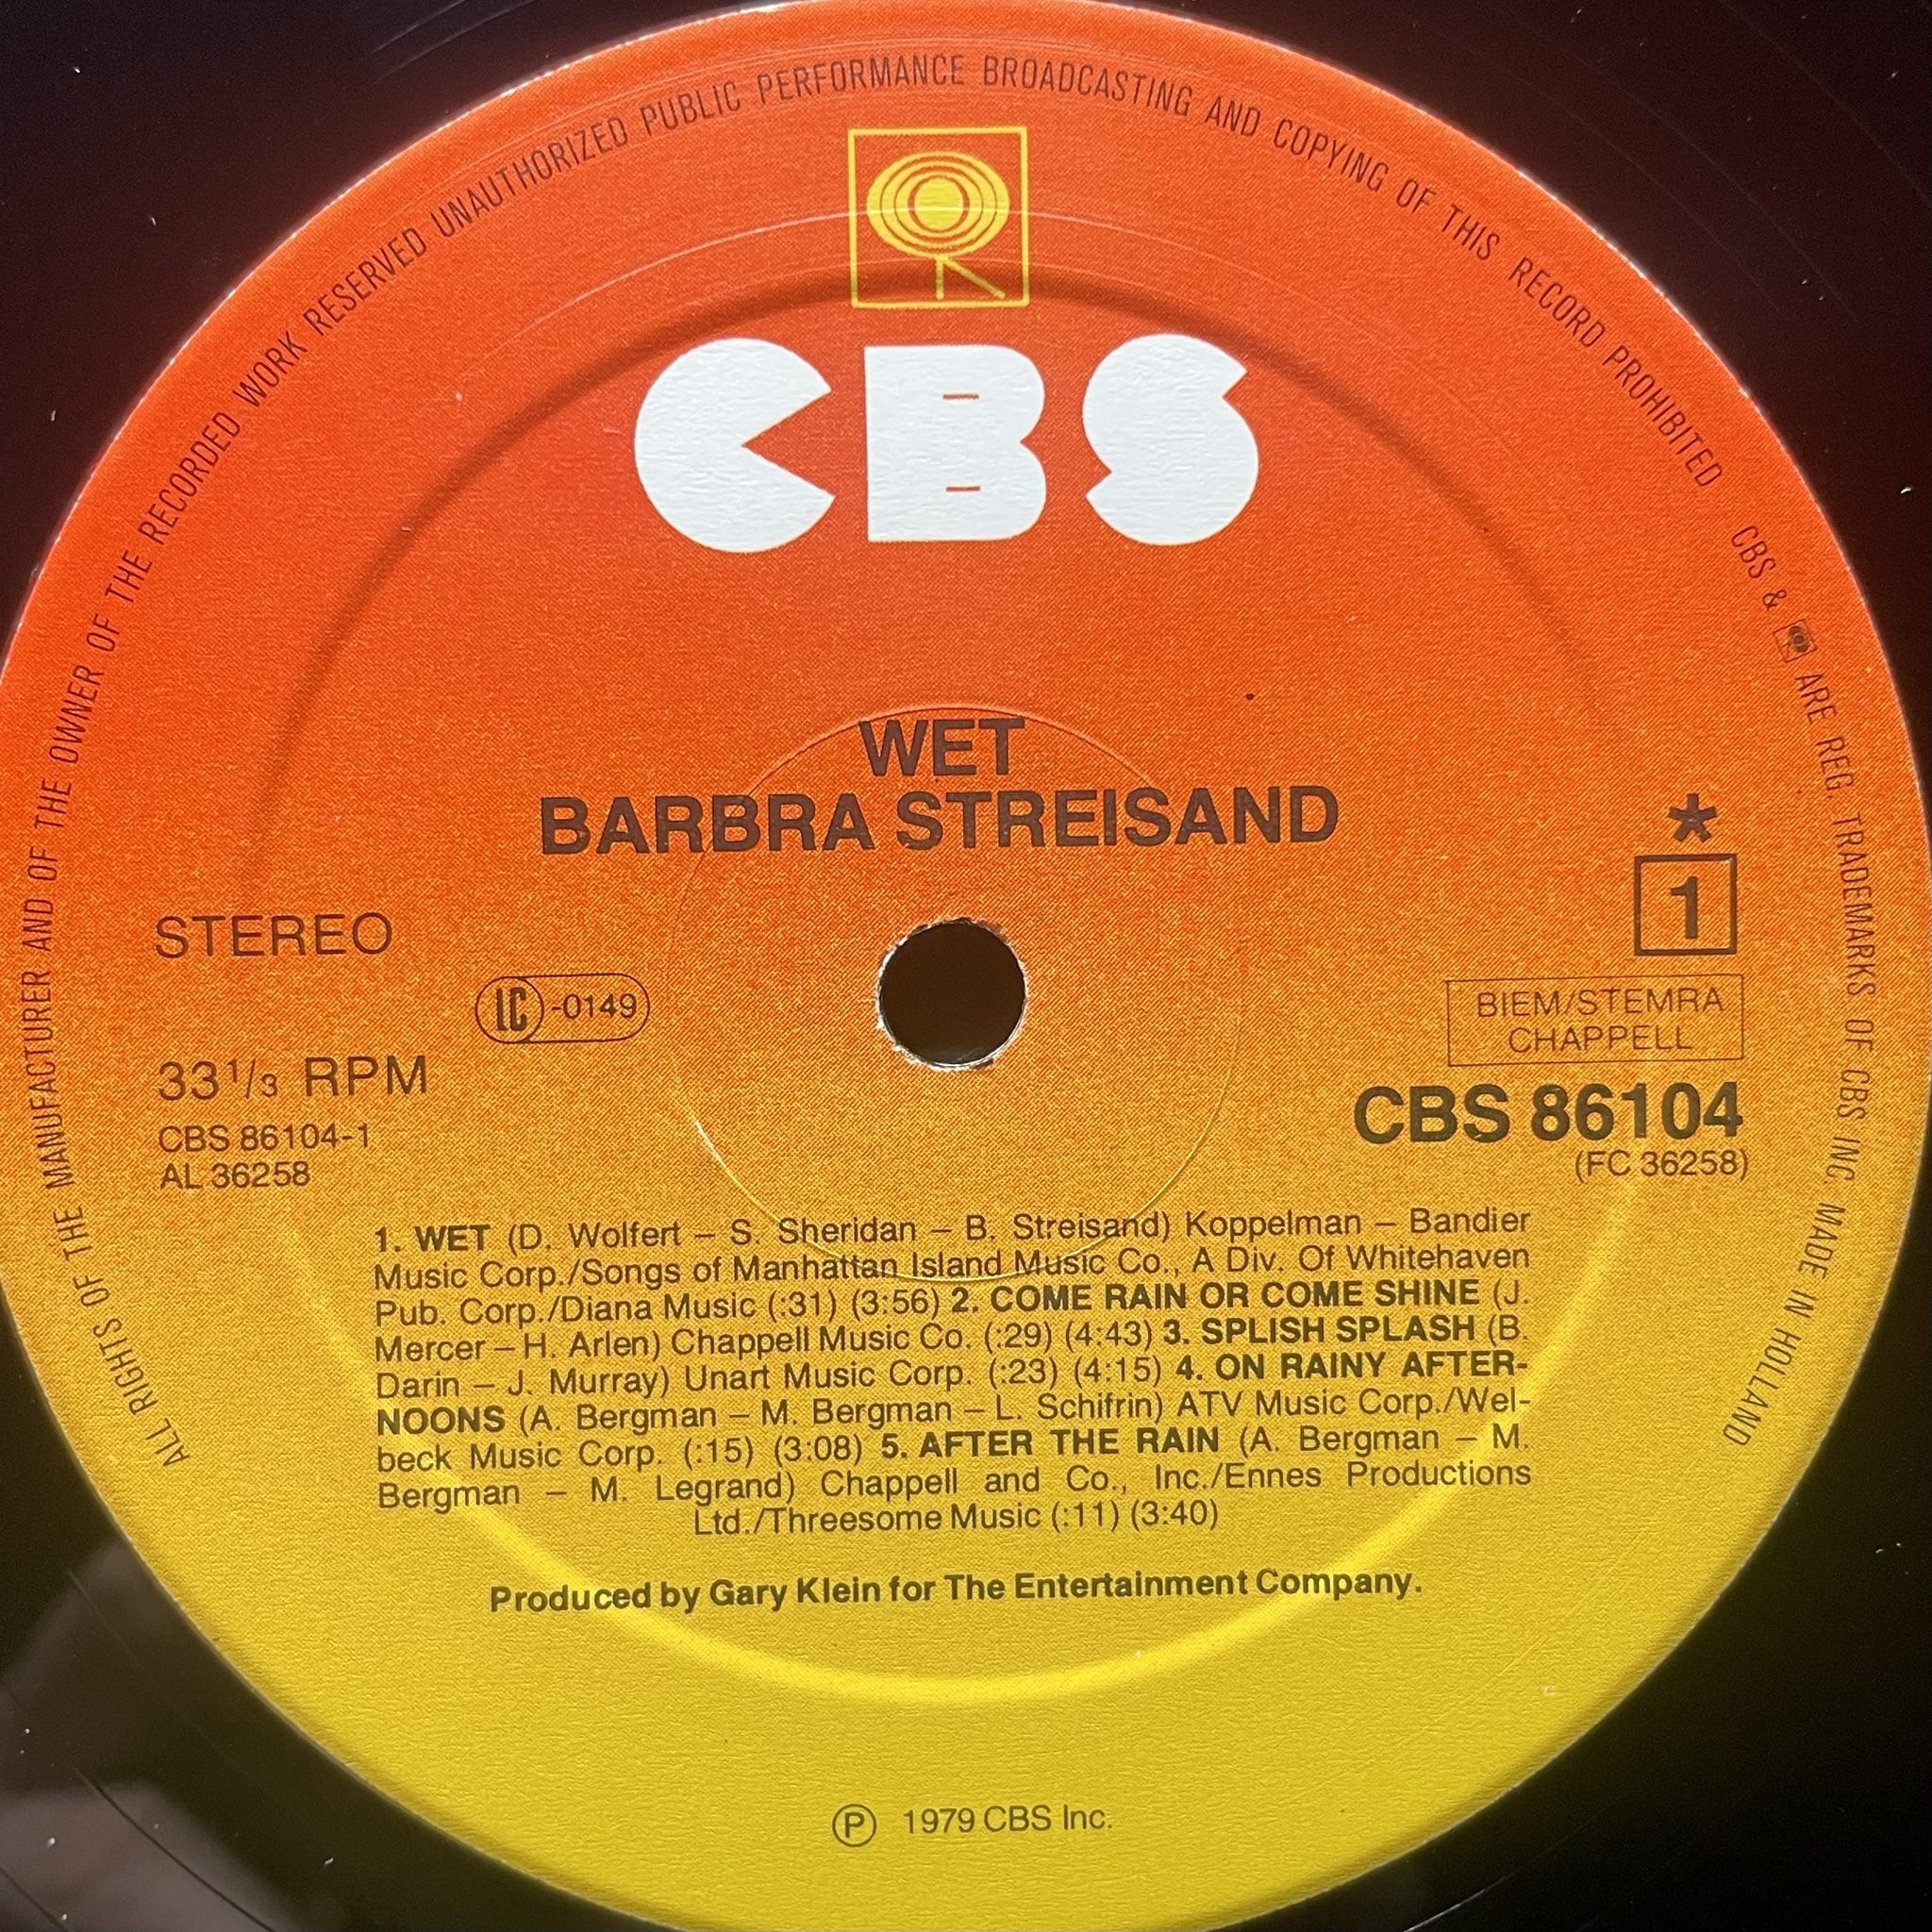 ALL RIGHTS OF THE MANUFACTURER AND OF THE OWNER OF THE RECORDED WORK RESERVED UNAUTHORIZED PUBLIC PERFORMANCE BROADCASTING AND COPYING OF THIS RECORD PROHIBITED CBS & ARE REG. TRADEMARKS OF CBS INC. MADE IN HOLLAND
CBS
WET
BARBRA STREISAND
*
1
STEREO
LC-0149
BIEM/STEMRA
CHAPPELL
33 1/3 RPM
CBS 86104-1
AL 36258
CBS 86104
(FC 36258)
1. WET (D. Wolfert – S. Sheridan – B. Streisand) Koppelman – Bandier
Music Corp./Songs of Manhattan Island Music Co., A Div. Of Whitehaven
Pub. Corp./Diana Music (:31) (3:56) 2. COME RAIN OR COME SHINE (J.
Mercer – H. Arlen) Chappell Music Co. (:29) (4:43) 3. SPLISH SPLASH (B.
Darin – J. Murray) Unart Music Corp. (:23) (4:15) 4. ON RAINY AFTER-
NOONS (A. Bergman – M. Bergman – L. Schifrin) ATV Music Corp./Wel-
beck Music Corp. (:15) (3:08) 5. AFTER THE RAIN (A. Bergman – M.
Bergman – M. Legrand) Chappell and Co., Inc./Ennes Productions
Ltd./Threesome Music (:11) (3:40)
Produced by Gary Klein for The Entertainment Company.
℗ 1979 CBS Inc.